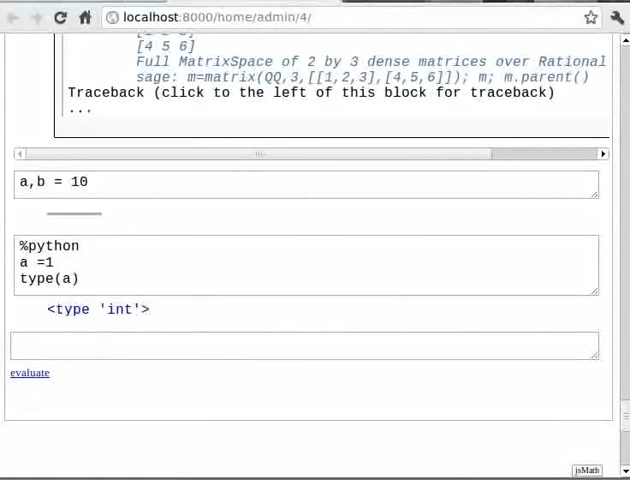 localhost:8000/home/admin/4/
[4 5 6]
Full MatrixSpace of 2 by 3 dense matrices over Rational
sage: m=matrix(QQ,3,[[1,2,3],[4,5,6]]); m; m.parent()
Traceback (click to the left of this block for traceback)
...
a,b = 10
%python
a =1
type(a)
<type 'int'>
evaluate
jsMath